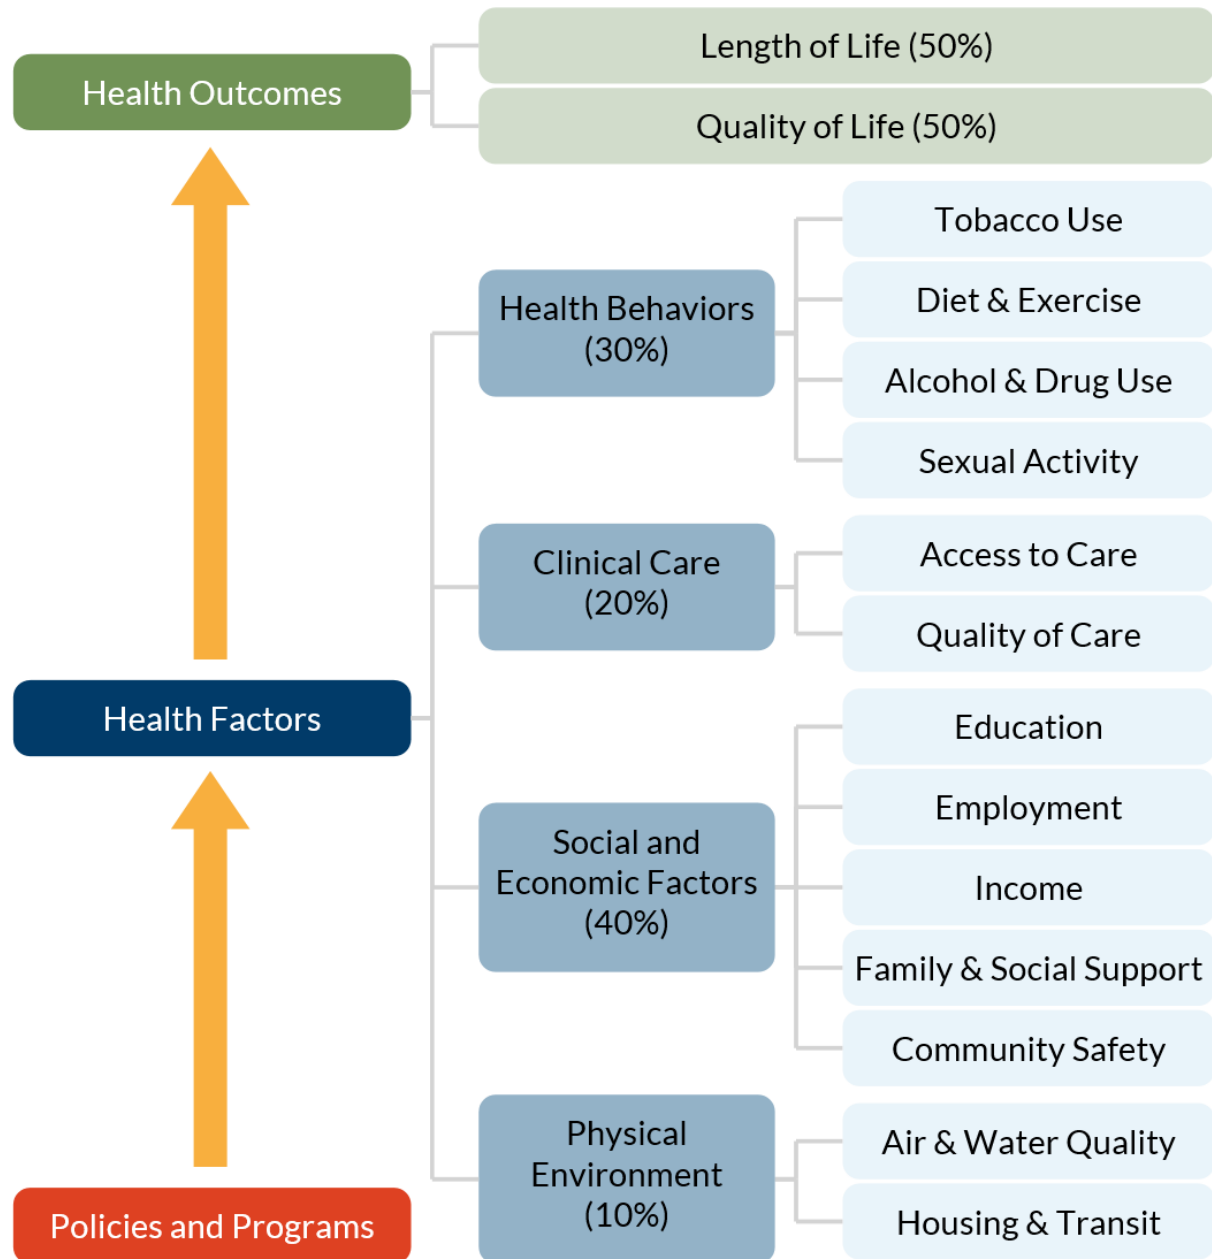 Health Outcomes
Length of Life (50%)
Quality of Life (50%)
Health Factors
Health Behaviors
(30%)
Tobacco Use
Diet & Exercise
Alcohol & Drug Use
Sexual Activity
Clinical Care
(20%)
Access to Care
Quality of Care
Social and
Economic Factors
(40%)
Education
Employment
Income
Family & Social Support
Community Safety
Physical
Environment
(10%)
Air & Water Quality
Housing & Transit
Policies and Programs